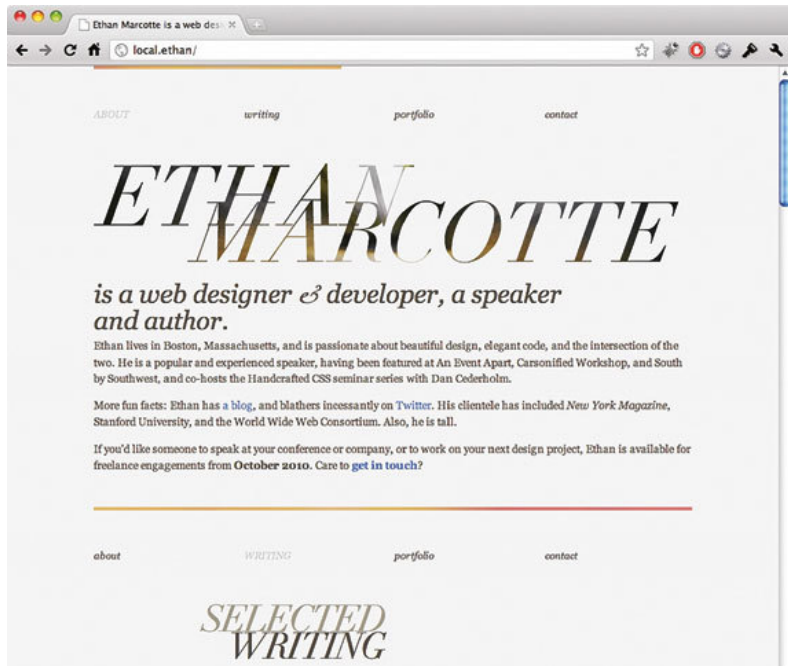 Ethan Marcotte is a web des
local.ethan/
ABOUT writing portfolio contact
ETHAN
MARCOTTE
is a web designer & developer, a speaker
and author.
Ethan lives in Boston, Massachusetts, and is passionate about beautiful design, elegant code, and the intersection of the
two. He is a popular and experienced speaker, having been featured at An Event Apart, Carsonified Workshop, and South
by Southwest, and co-hosts the Handcrafted CSS seminar series with Dan Cederholm.
More fun facts: Ethan has a blog, and blathers incessantly on Twitter. His clientele has included New York Magazine,
Stanford University, and the World Wide Web Consortium. Also, he is tall.
If you'd like someone to speak at your conference or company, or to work on your next design project, Ethan is available for
freelance engagements from October 2010. Care to get in touch?
about WRITING portfolio contact
SELECTED
WRITING